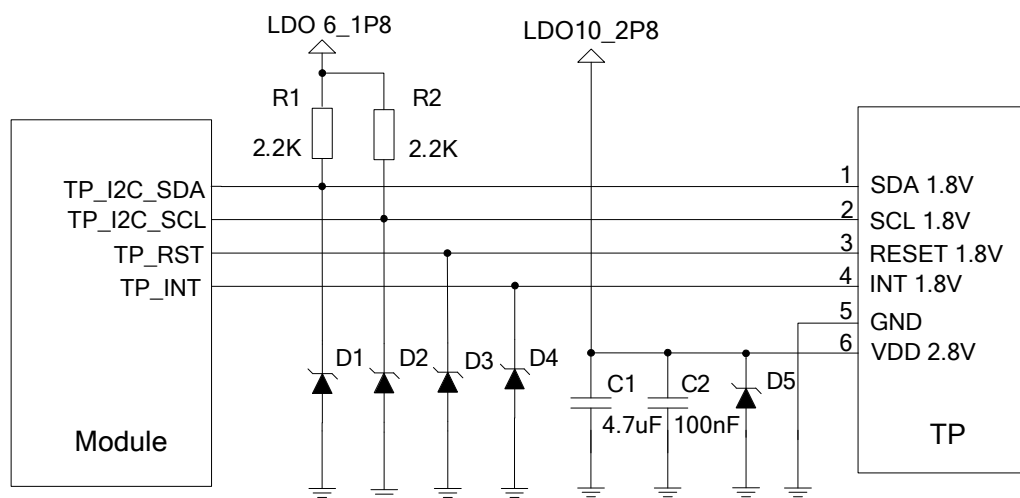 LDO 6_1P8
LDO10_2P8
R1
R2
2.2K
2.2K
TP_I2C_SDA
TP_I2C_SCL
TP_RST
TP_INT
1
2
3
4
5
6
SDA 1.8V
SCL 1.8V
RESET 1.8V
INT 1.8V
GND
VDD 2.8V
D1
D2
D3
D4
C1
C2
D5
4.7uF
100nF
Module
TP